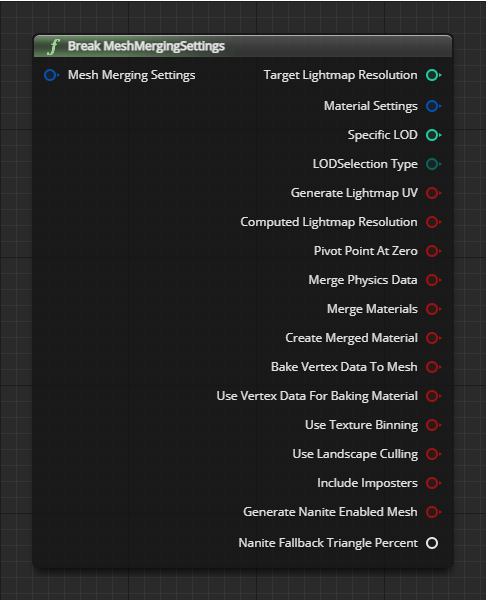 f Break MeshMergingSettings
Mesh Merging Settings
Target Lightmap Resolution
Material Settings
Specific LOD
LODSelection Type
Generate Lightmap UV
Computed Lightmap Resolution
Pivot Point At Zero
Merge Physics Data
Merge Materials
Create Merged Material
Bake Vertex Data To Mesh
Use Vertex Data For Baking Material
Use Texture Binning
Use Landscape Culling
Include Imposters
Generate Nanite Enabled Mesh
Nanite Fallback Triangle Percent